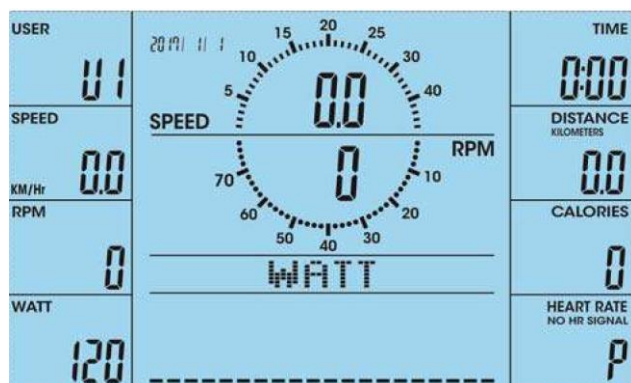 USER
U1
SPEED
KM/Hr 0.0
RPM
0
WATT
120
2017/ 1/ 1
5 10 15 20 25 30 40
SPEED 0.0
0 RPM
70 60 50 40 30 20 10
WATT
TIME
0:00
DISTANCE
KILOMETERS
0.0
CALORIES
0
HEART RATE
NO HR SIGNAL
P